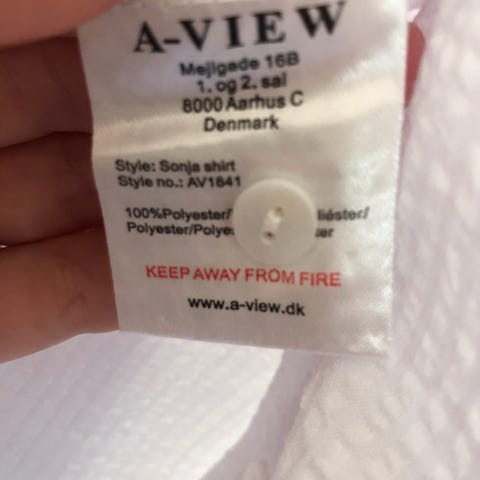 A-VIEW
Mejlgade 16B
1. og 2. sal
8000 Aarhus C
Denmark
Style: Sonja shirt
Style no.: AV1841
100%Polyester/
Polyester/Polye
KEEP AWAY FROM FIRE
www.a-view.dk